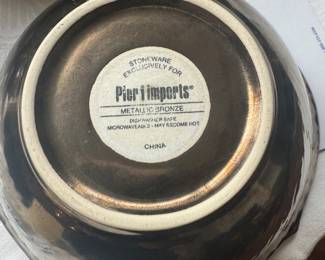 STONEWARE
EXCLUSIVELY FOR
Pier 1 imports®
METALLIC BRONZE
DISHWASHER SAFE
MICROWAVEABLE - MAY BECOME HOT
CHINA